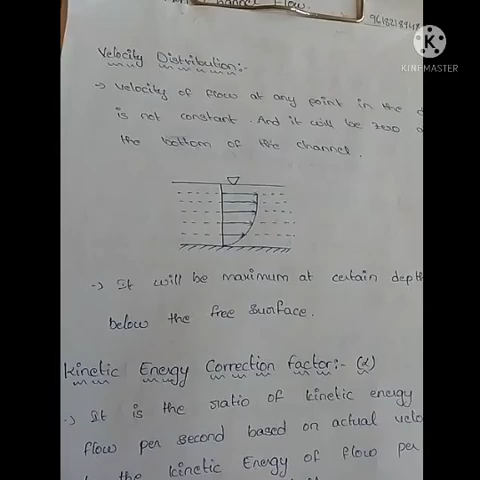 Channel Flow.
KINEMASTER
Velocity Distribution:-
→ Velocity of flow at any point in the
is not constant. And it will be zero
the bottom of the channel.
→ It will be maximum at certain depth
below the free surface.
Kinetic Energy Correction factor:- (α)
→ It is the ratio of kinetic energy
flow per second based on actual
the kinetic Energy of flow per